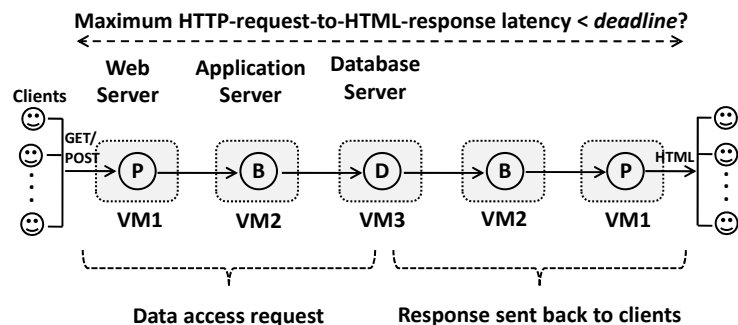 Maximum HTTP-request-to-HTML-response latency < deadline?
Web
Server
Application
Server
Database
Server
Clients
GET/
POST
P
B
D
B
P
HTML
VM1
VM2
VM3
VM2
VM1
Data access request
Response sent back to clients